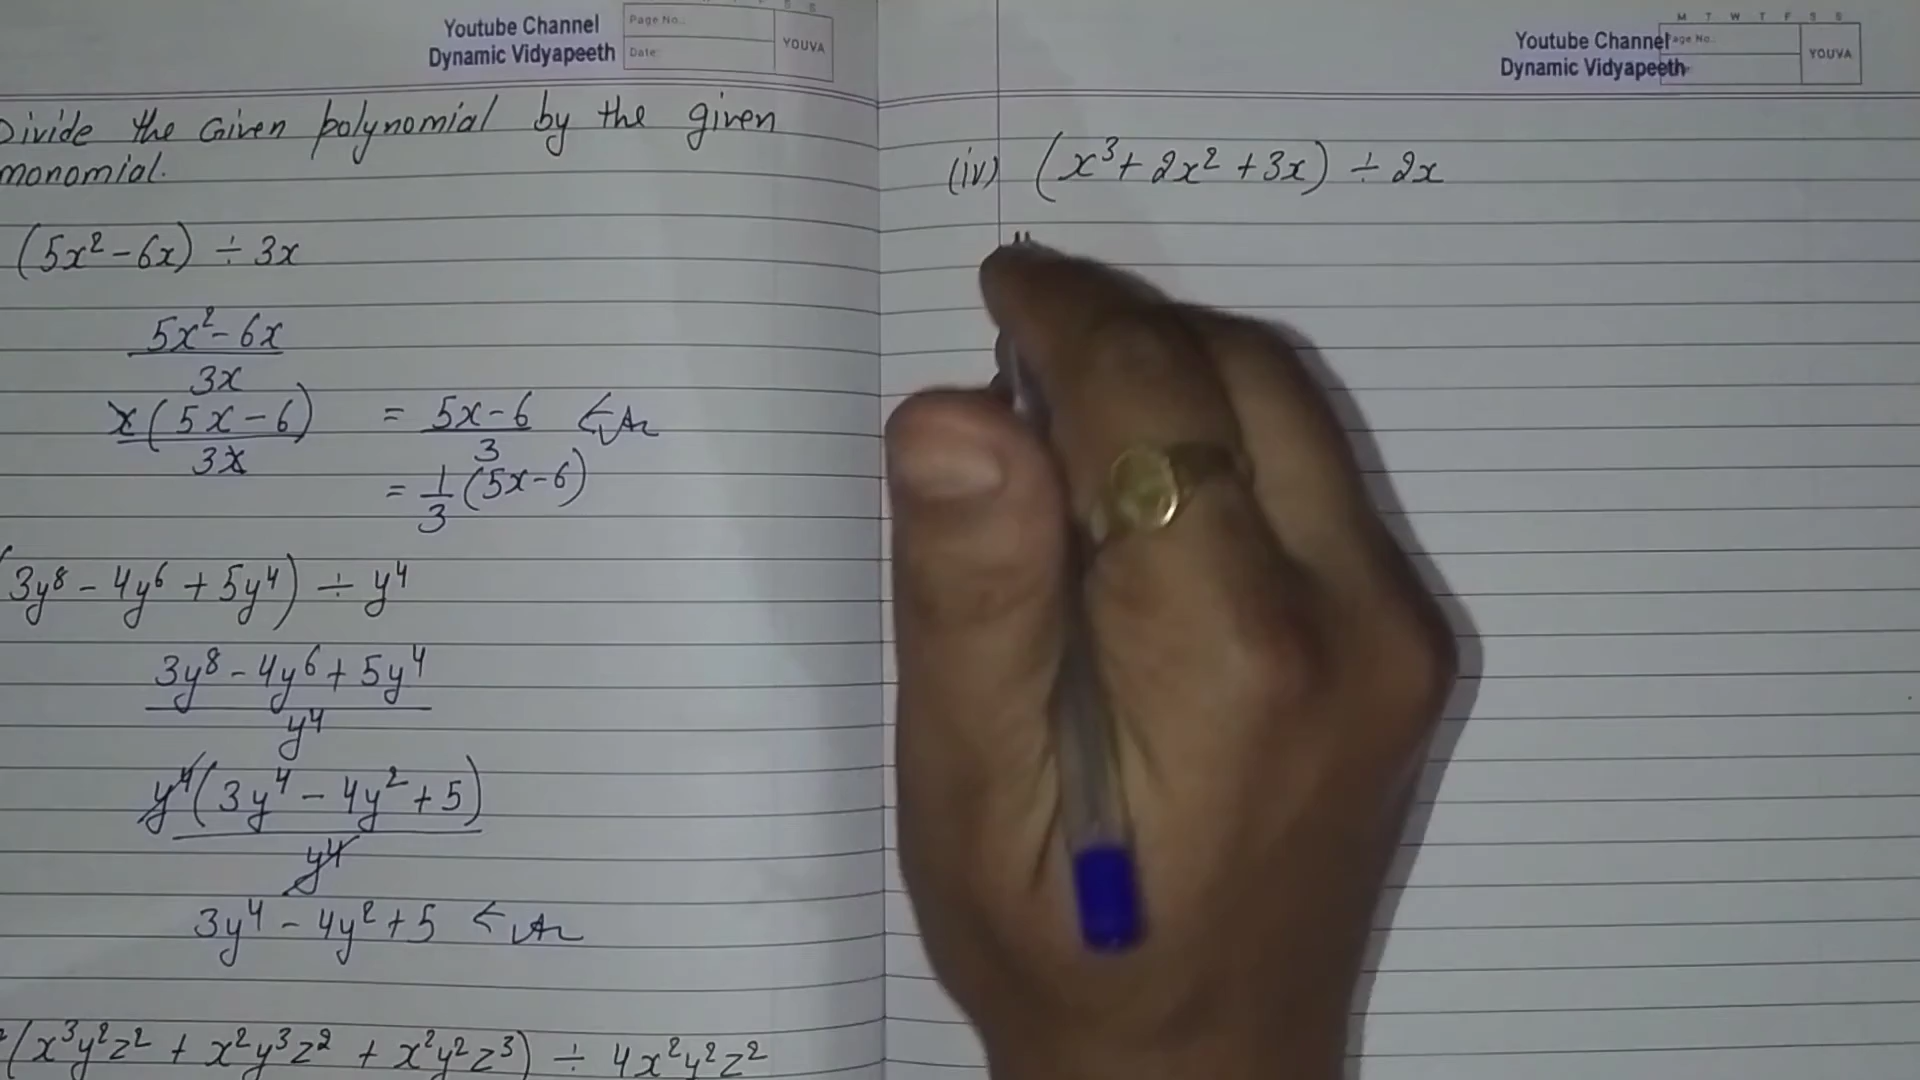 Youtube Channel
Dynamic Vidyapeeth
Page No..
Date:
YOUVA
S S
Divide the Given polynomial by the given
monomial.
(5x² - 6x) ÷ 3x
5x² - 6x
3x
x(5x - 6)
3x
= 5x - 6
3
= 1/3 (5x - 6)
(3y⁸ - 4y⁶ + 5y⁴) ÷ y⁴
3y⁸ - 4y⁶ + 5y⁴
y⁴
y⁴(3y⁴ - 4y² + 5)
y⁴
3y⁴ - 4y² + 5
(x³y²z² + x²y³z² + x²y²z³) ÷ 4x²y²z²
Youtube Channel
Dynamic Vidyapeeth
M T W T F S S
Page No..
YOUVA
(iv) (x³ + 2x² + 3x) ÷ 2x